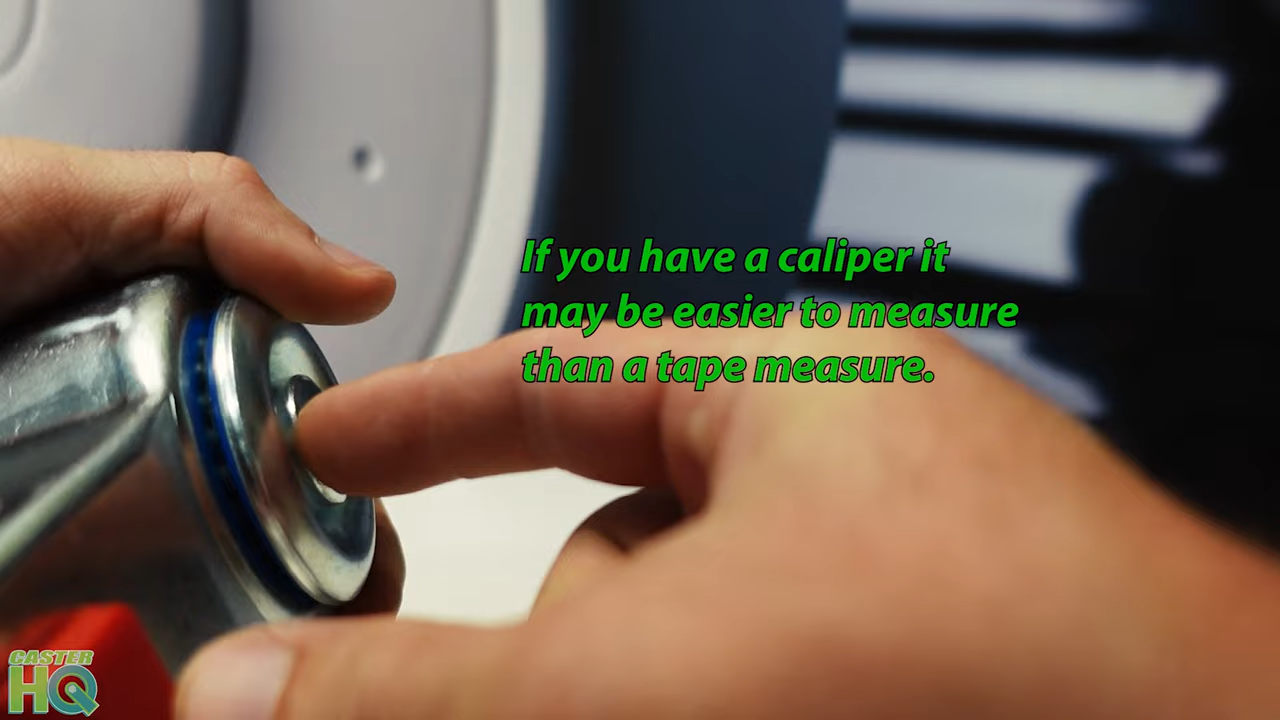 If you have a caliper it
may be easier to measure
than a tape measure.
CASTER
HQ